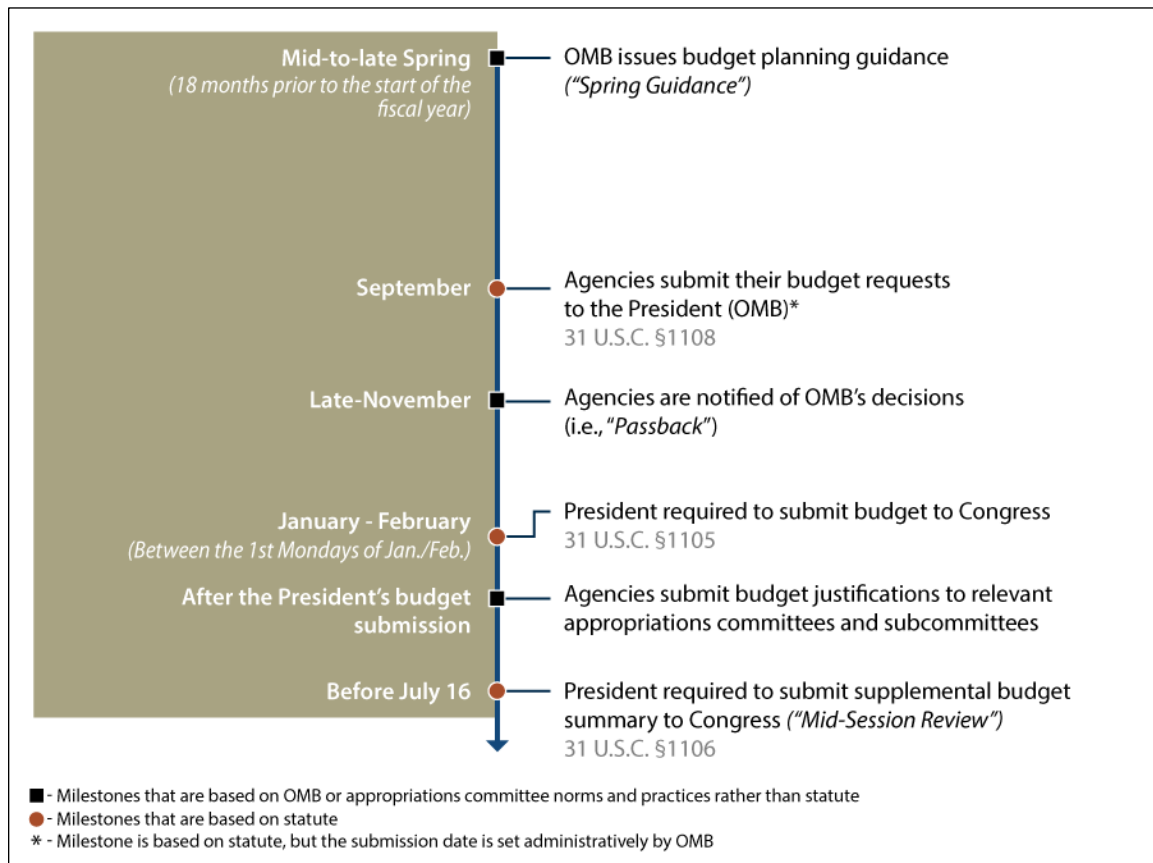 Mid-to-late Spring
(18 months prior to the start of the
fiscal year)
OMB issues budget planning guidance
(“Spring Guidance”)
September
Agencies submit their budget requests
to the President (OMB)*
31 U.S.C. §1108
Late-November
Agencies are notified of OMB’s decisions
(i.e., “Passback”)
January - February
(Between the 1st Mondays of Jan./Feb.)
President required to submit budget to Congress
31 U.S.C. §1105
After the President’s budget
submission
Agencies submit budget justifications to relevant
appropriations committees and subcommittees
Before July 16
President required to submit supplemental budget
summary to Congress (“Mid-Session Review”)
31 U.S.C. §1106
- Milestones that are based on OMB or appropriations committee norms and practices rather than statute
- Milestones that are based on statute
* - Milestone is based on statute, but the submission date is set administratively by OMB